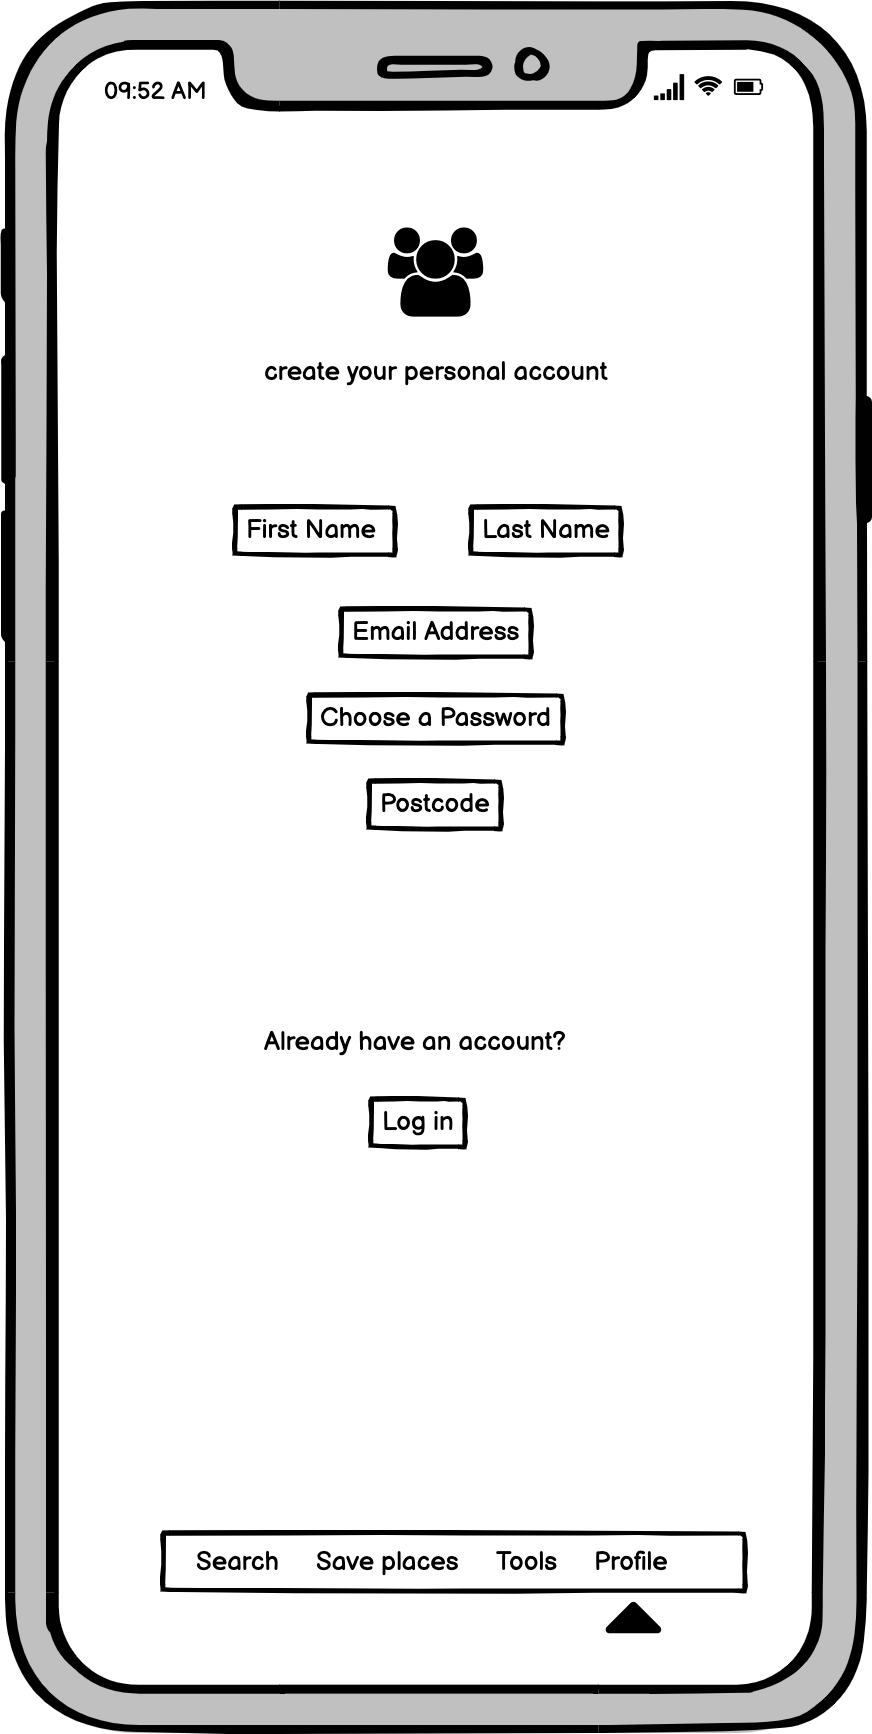 09:52 AM
create your personal account
First Name Last Name
Email Address
Choose a Password
Postcode
Already have an account?
Log in
Search Save places Tools Profile